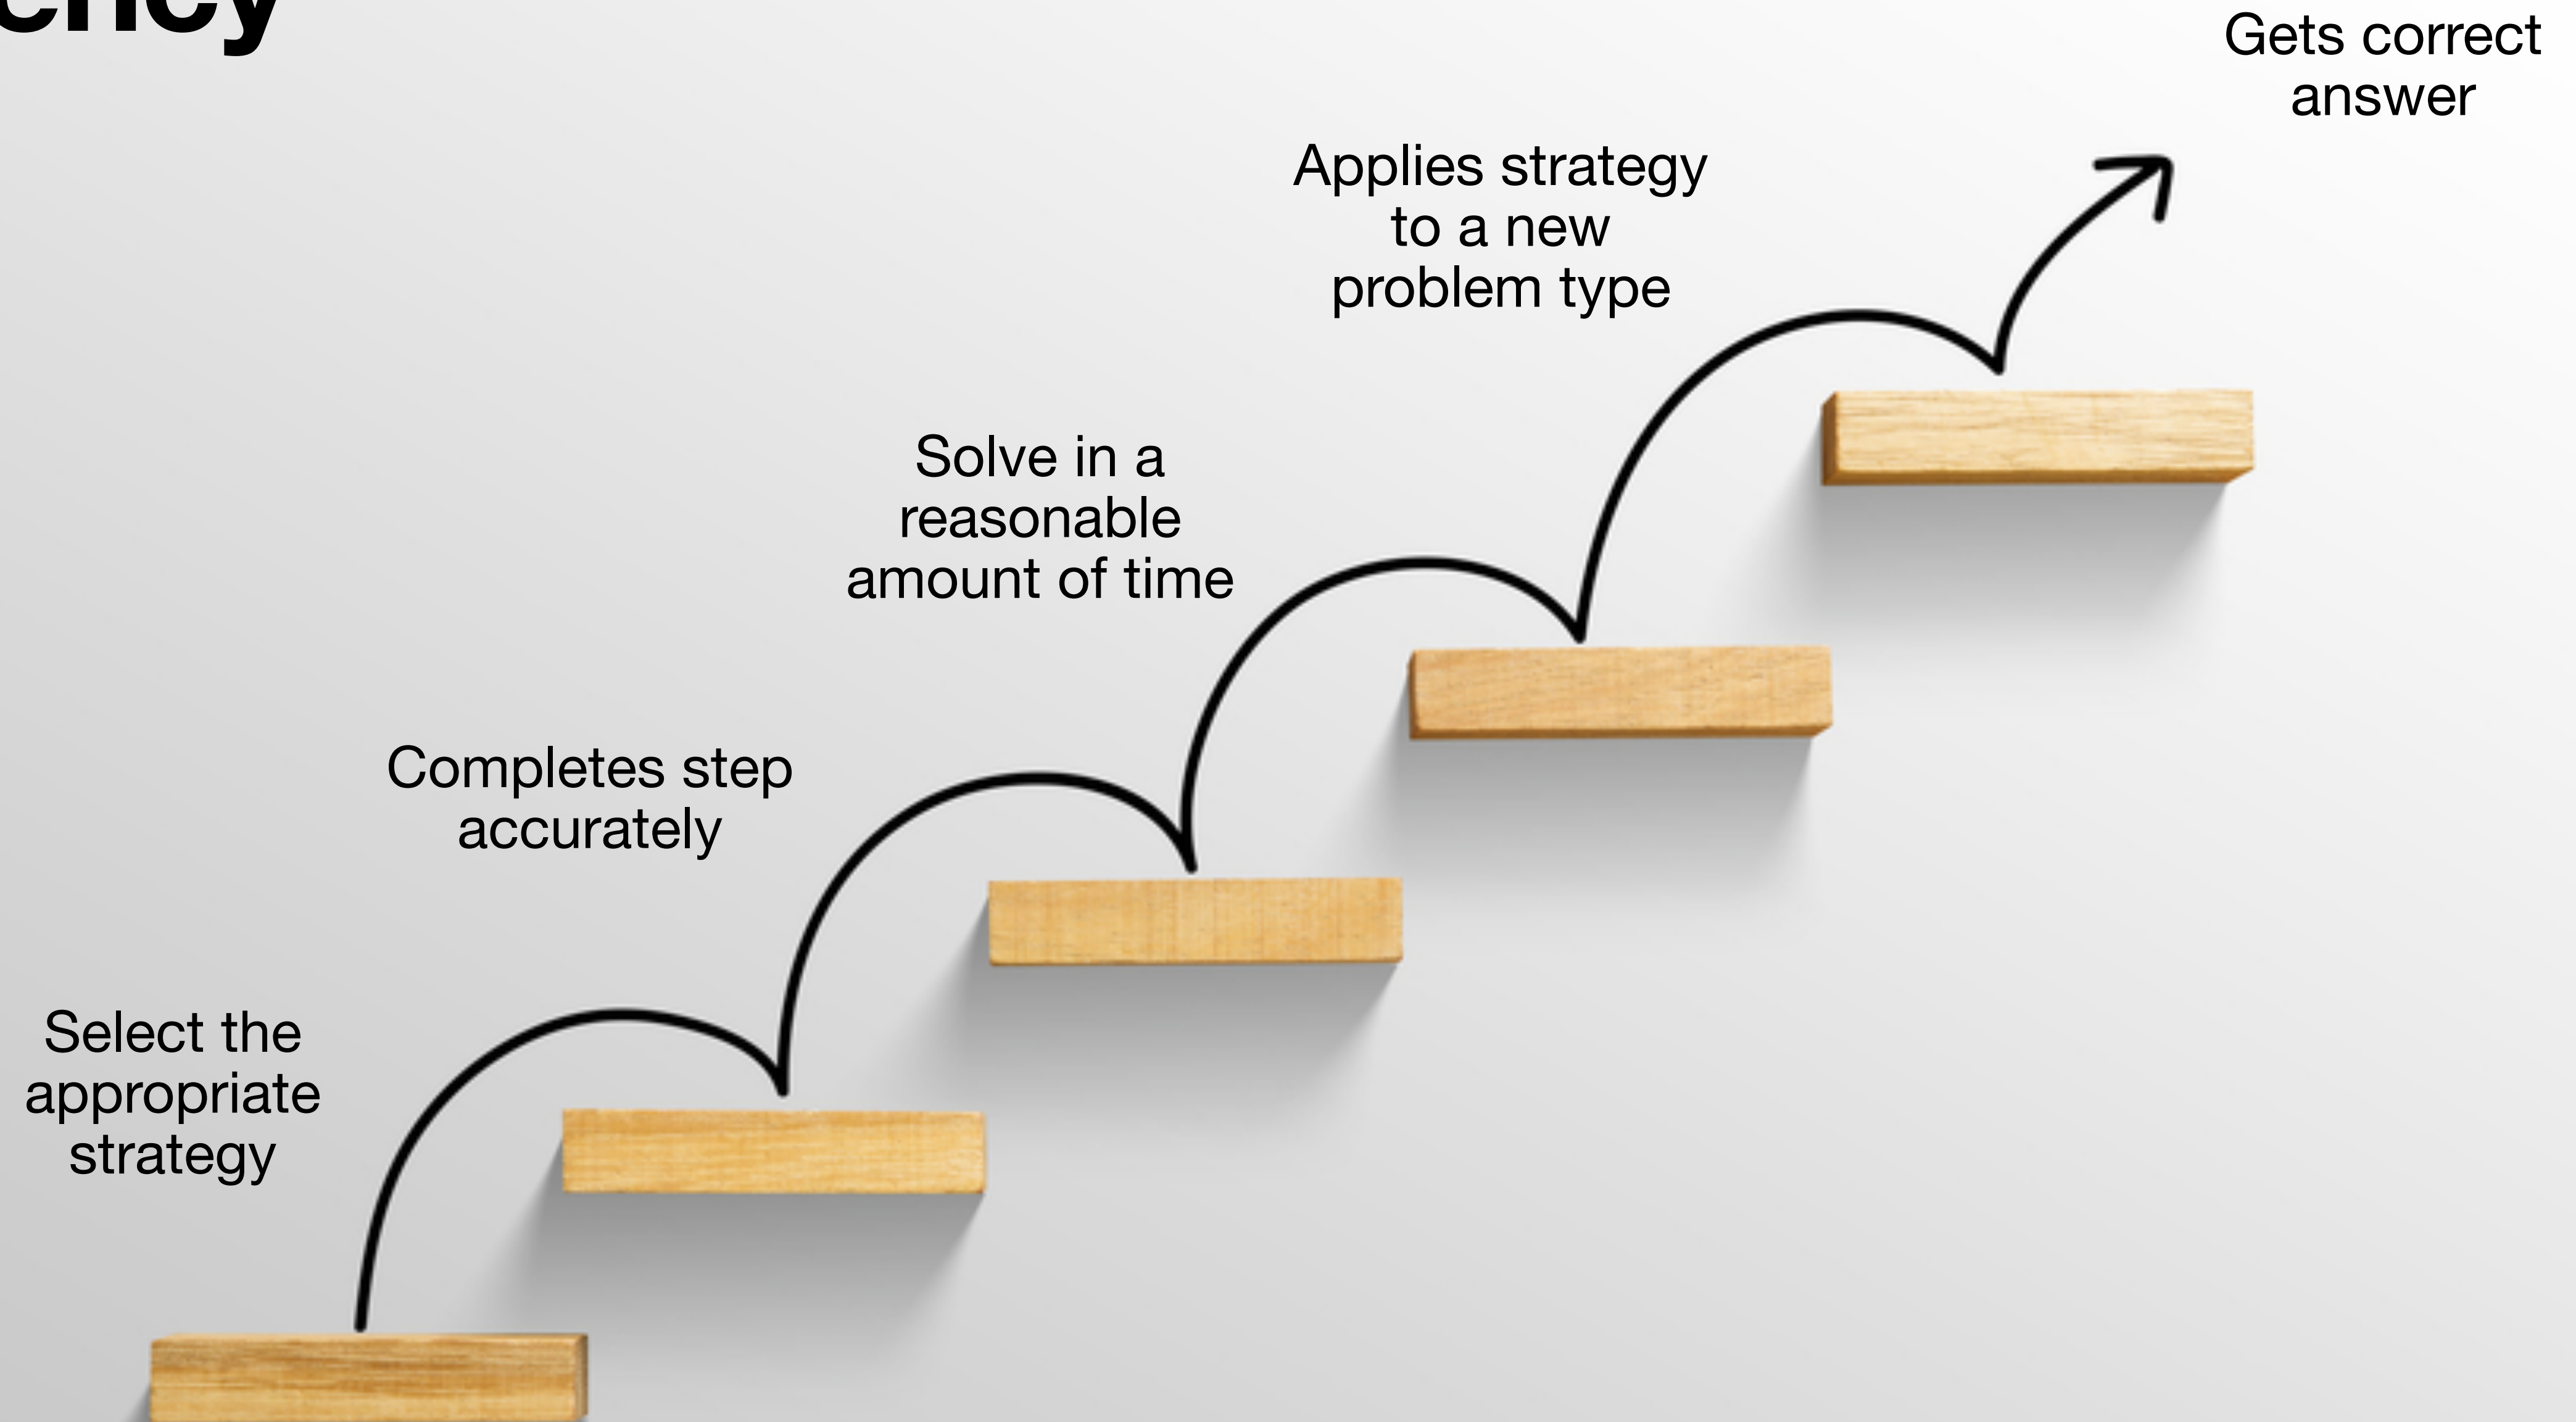 ency
Gets correct
answer
Applies strategy
to a new
problem type
Solve in a
reasonable
amount of time
Completes step
accurately
Select the
appropriate
strategy